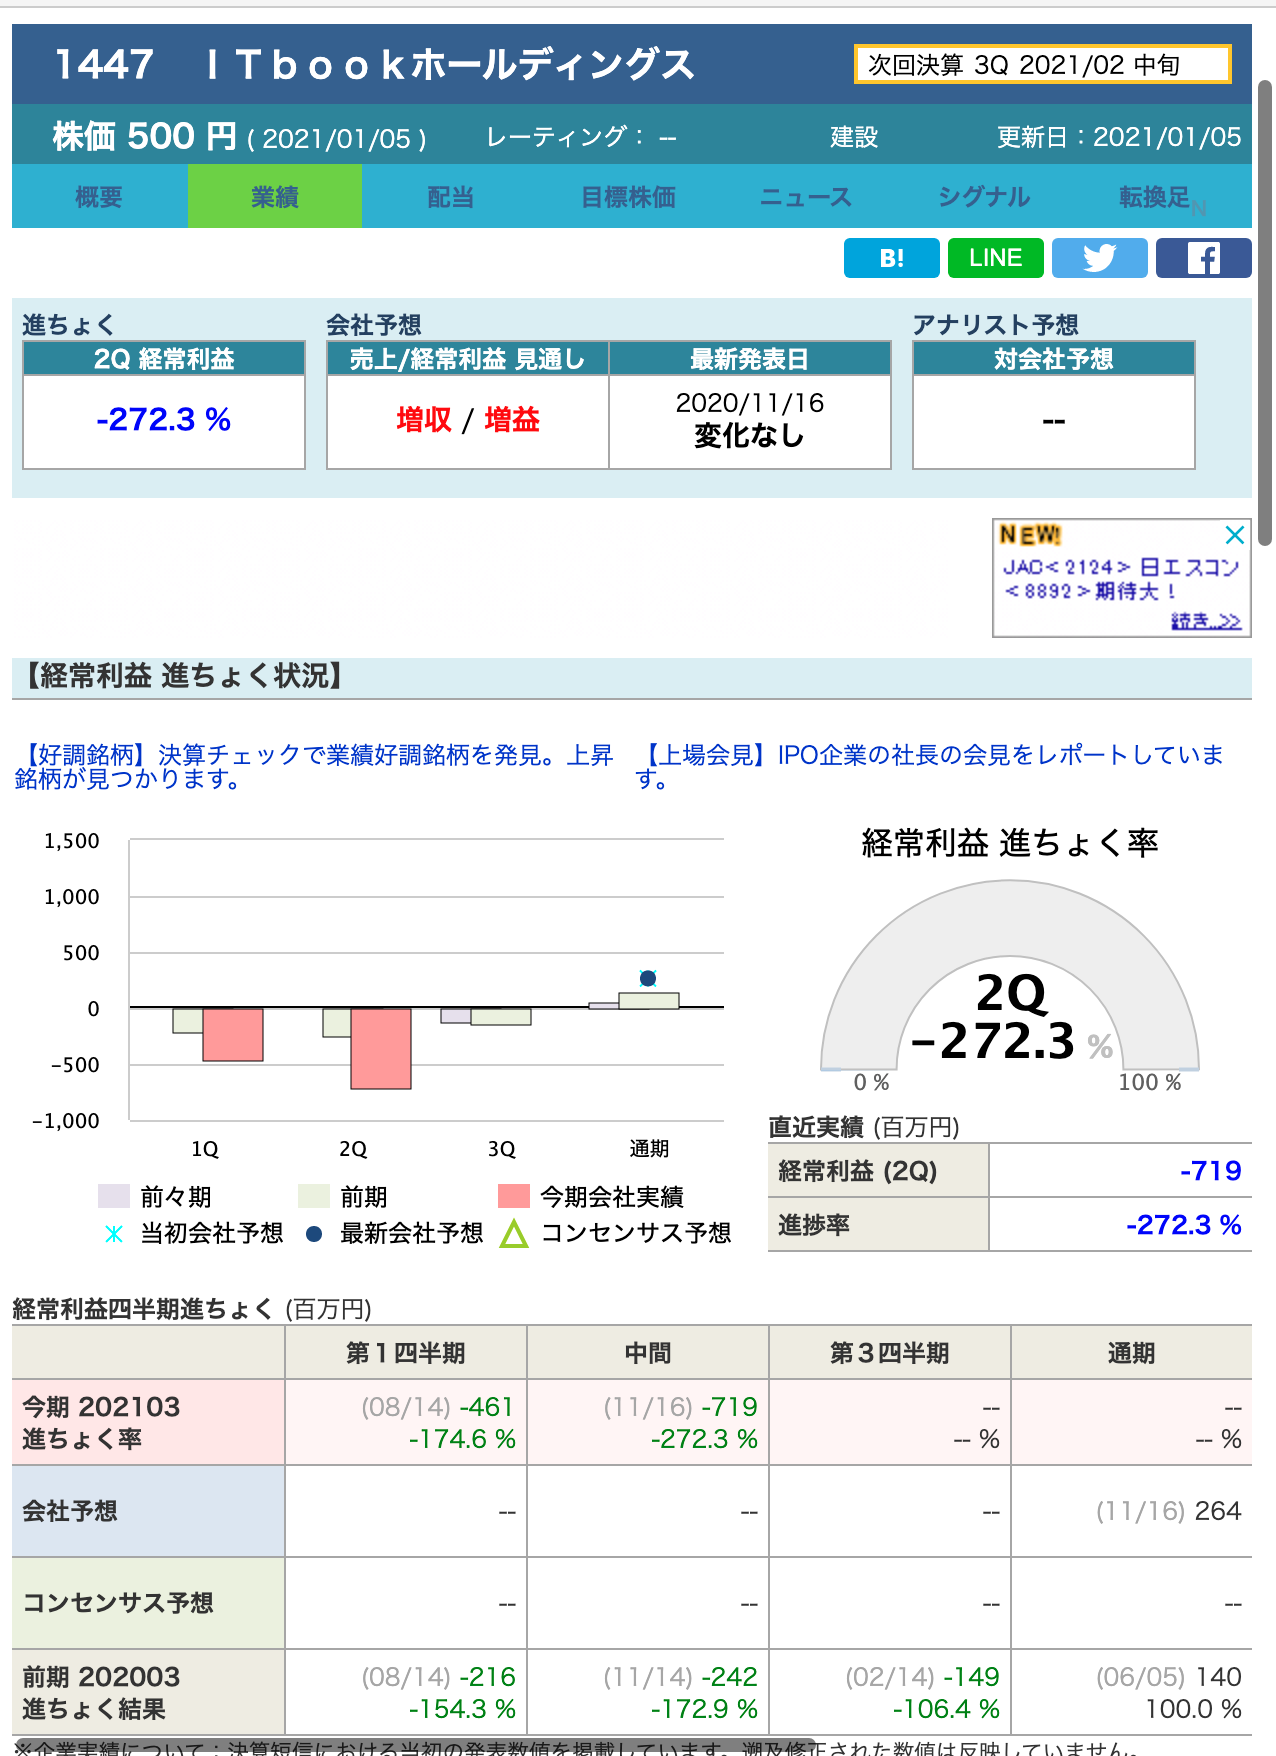 1447　ＩＴｂｏｏｋホールディングス
次回決算 3Q 2021/02 中旬
株価 500 円 ( 2021/01/05 )
レーティング： --
建設
更新日：2021/01/05
概要 業績 配当 目標株価 ニュース シグナル 転換足N
B! LINE
進ちょく
会社予想
アナリスト予想
2Q 経常利益
売上/経常利益 見通し
最新発表日
対会社予想
-272.3 %
増収 / 増益
2020/11/16
変化なし
--
NEW!
JAC<2124> 日エスコン
<8892>期待大！
続き...>>
【経常利益 進ちょく状況】
【好調銘柄】決算チェックで業績好調銘柄を発見。上昇
銘柄が見つかります。
【上場会見】IPO企業の社長の会見をレポートしていま
す。
1,500
1,000
500
0
-500
-1,000
1Q 2Q 3Q 通期
前々期 前期 今期会社実績
当初会社予想 最新会社予想 コンセンサス予想
経常利益 進ちょく率
2Q
-272.3 %
0 % 100 %
直近実績 (百万円)
経常利益 (2Q) -719
進捗率 -272.3 %
経常利益四半期進ちょく (百万円)
第１四半期 中間 第３四半期 通期
今期 202103 (08/14) -461 (11/16) -719 -- --
進ちょく率 -174.6 % -272.3 % -- % -- %
会社予想 -- -- -- (11/16) 264
コンセンサス予想 -- -- -- --
前期 202003 (08/14) -216 (11/14) -242 (02/14) -149 (06/05) 140
進ちょく結果 -154.3 % -172.9 % -106.4 % 100.0 %
※企業実績について：決算短信における当初の発表数値を掲載しています。遡及修正された数値は反映していません。